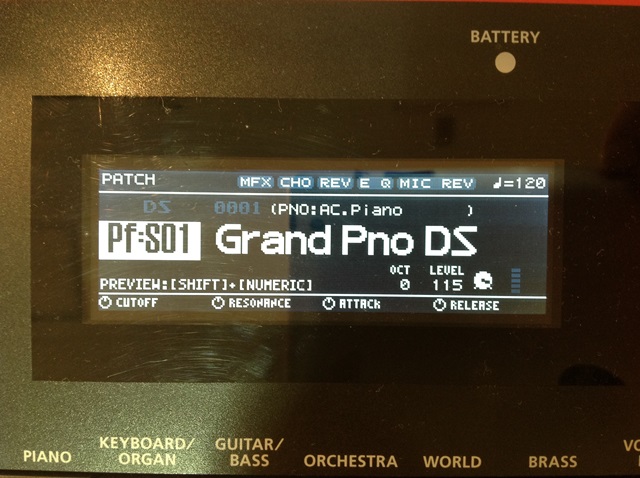 BATTERY
PATCH MFX CHO REV E Q MIC REV ♩=120
DS 0001 (PNO:AC.Piano )
Pf:S01 Grand Pno DS
OCT LEVEL
PREVIEW:[SHIFT]+[NUMERIC] 0 115
CUTOFF RESONANCE ATTACK RELEASE
PIANO KEYBOARD/ORGAN GUITAR/BASS ORCHESTRA WORLD BRASS